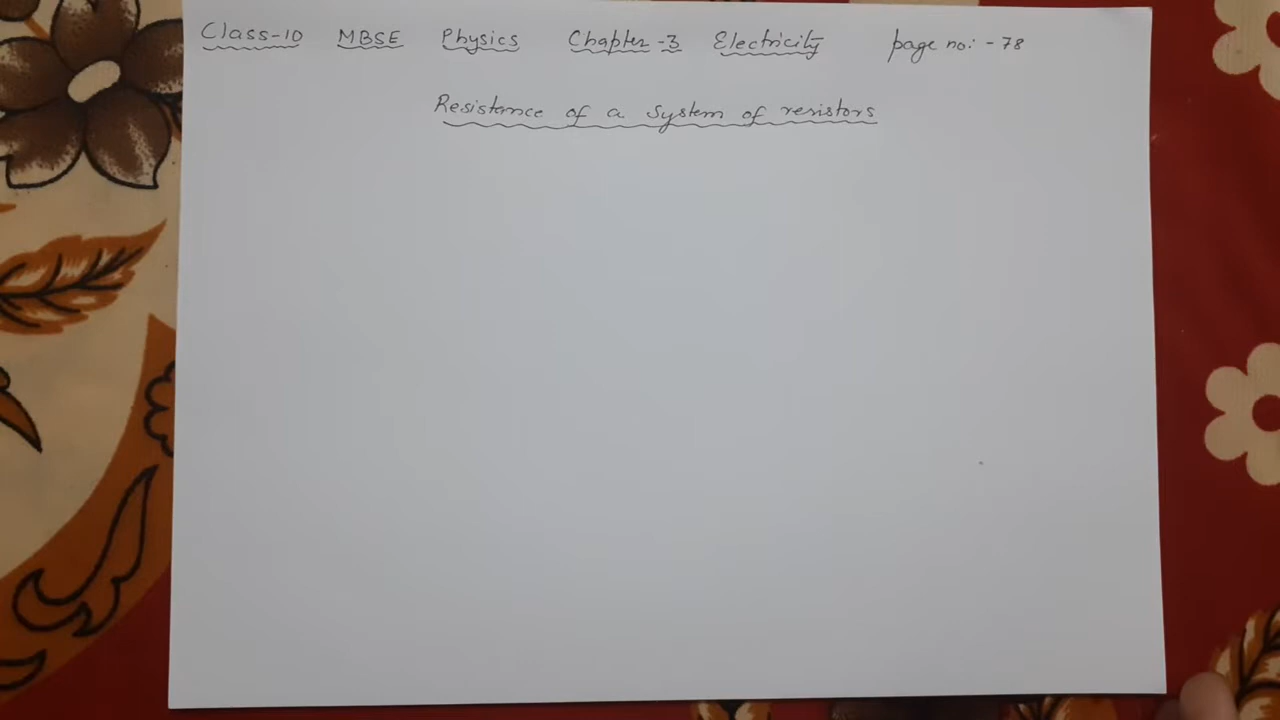 Class-10 MBSE Physics Chapter-3 Electricity page no:-78
Resistance of a System of resistors